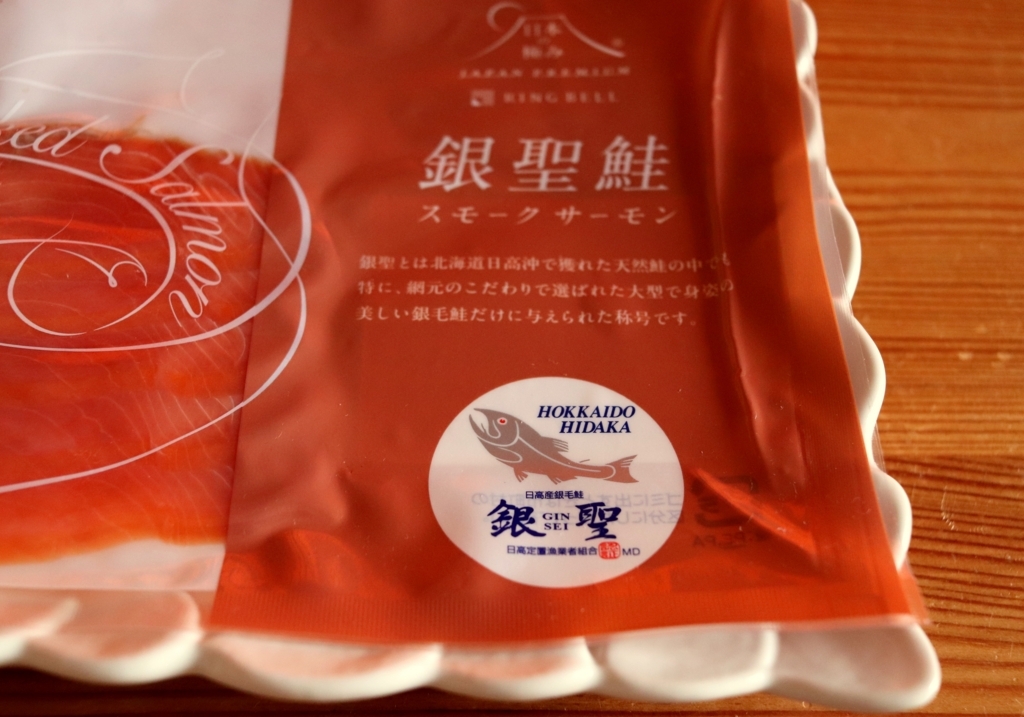 日本の極み
JAPAN PREMIUM
RING BELL
Salmon
銀聖鮭
スモークサーモン
銀聖とは北海道日高沖で獲れた天然鮭の中でも
特に、網元のこだわりで選ばれた大型で身姿の
美しい銀毛鮭だけに与えられた称号です。
HOKKAIDO
HIDAKA
日高産銀毛鮭
銀 GIN SEI 聖
日高定置漁業者組合 MD